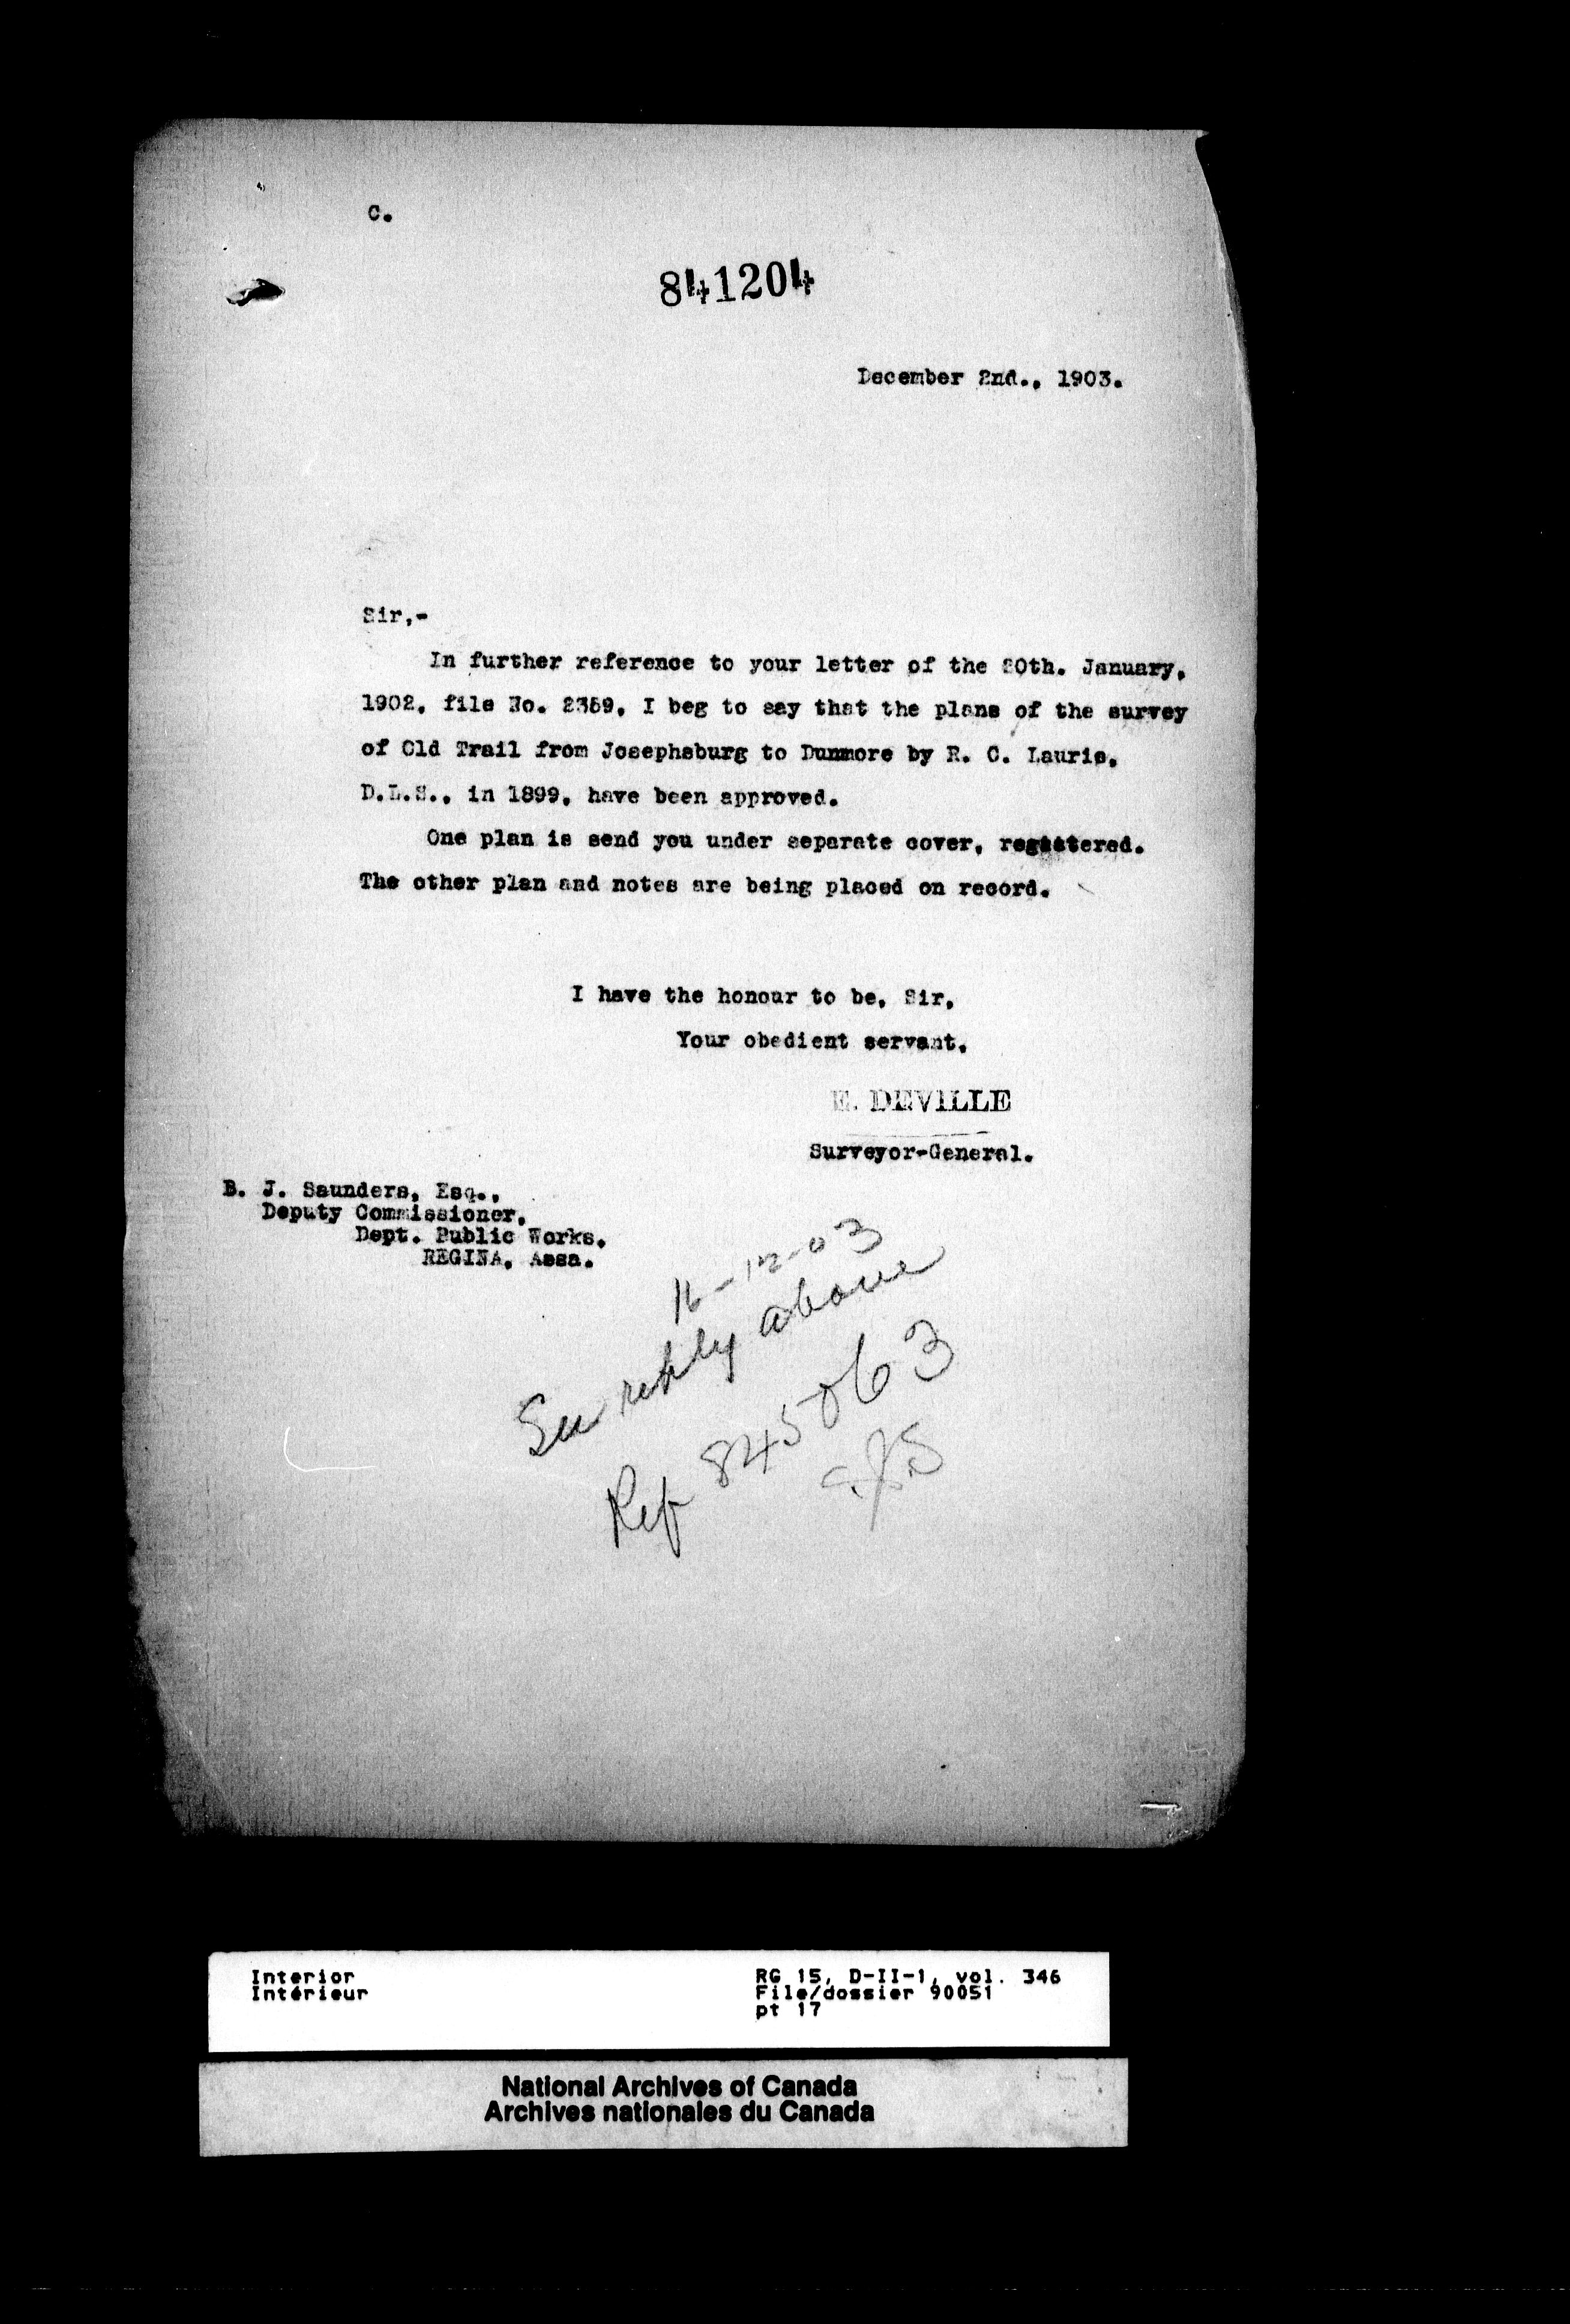 C.
841204
December 2nd., 1903.
Sir,-
In further reference to your letter of the 20th. January,
1902, file No. 2359, I beg to say that the plans of the survey
of Old Trail from Josephsburg to Dunmore by R. C. Laurie,
D.L.S., in 1899, have been approved.
One plan is send you under separate cover, registered.
The other plan and notes are being placed on record.
I have the honour to be, Sir,
Your obedient servant,
E. DEVILLE
Surveyor-General.
B. J. Saunders, Esq.,
Deputy Commissioner,
Dept. Public Works,
REGINA, Assa.
16-12-03
See reply above
Ref 845063
Interior
Intérieur
RG 15, D-II-1, vol. 346
File/dossier 90051
pt 17
National Archives of Canada
Archives nationales du Canada